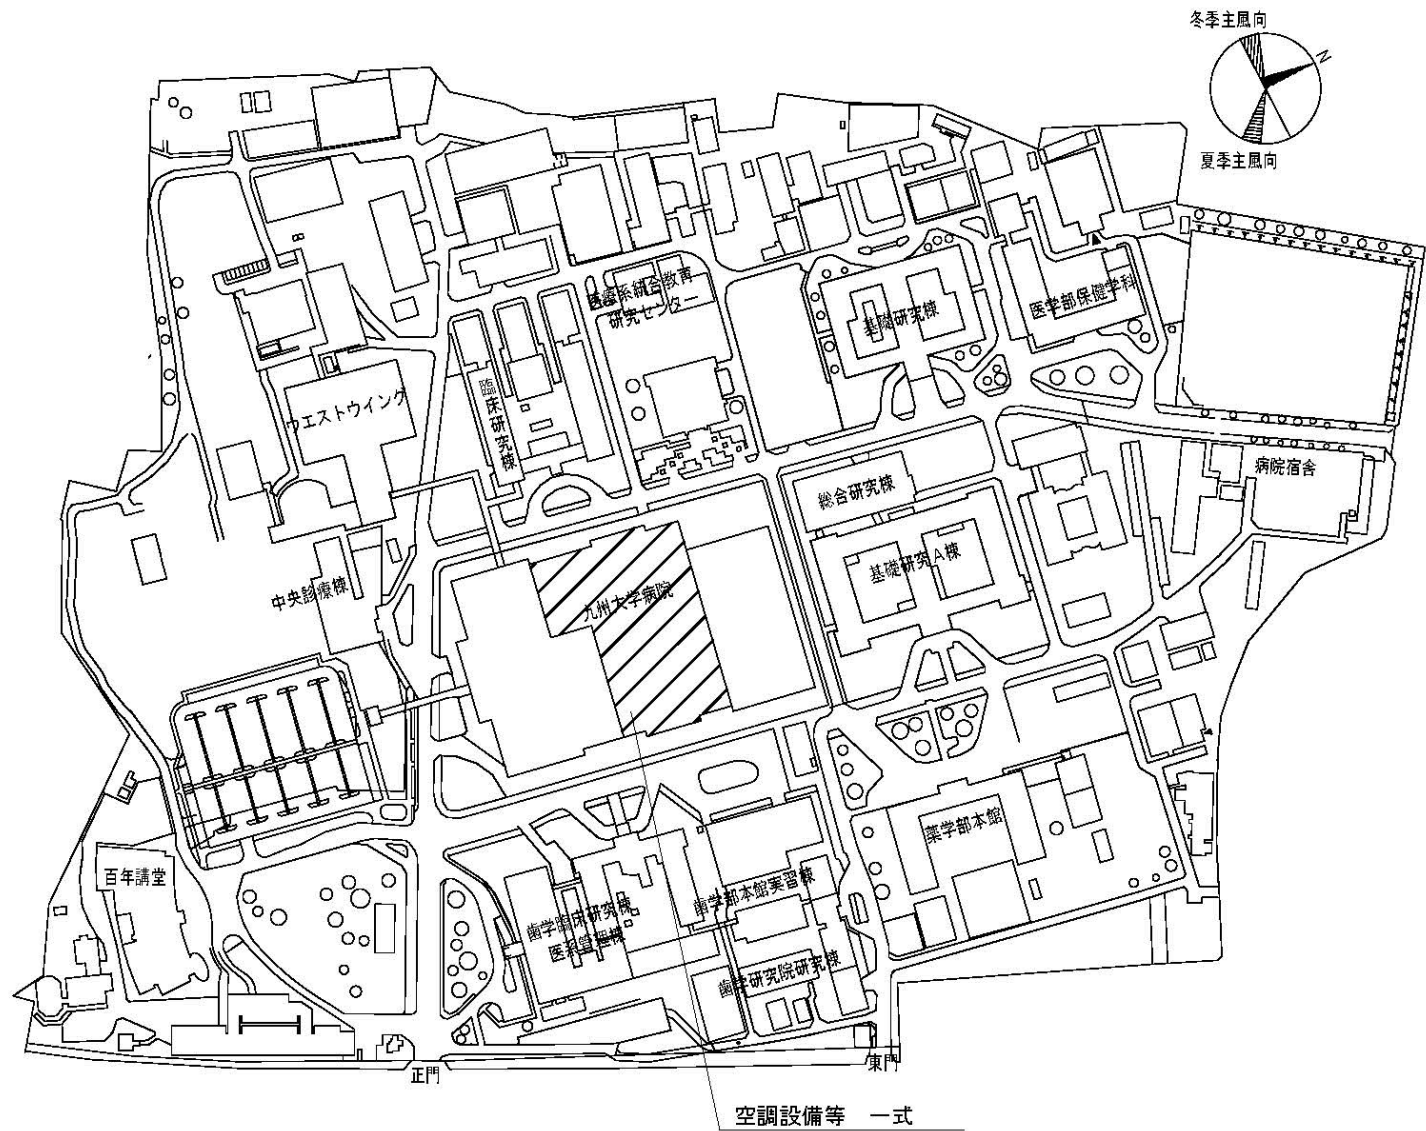 冬季主風向
N
夏季主風向
医療系統合教育
研究センター
基礎研究棟
医学部保健学科
ウエストウイング
臨床研究棟
病院宿舎
総合研究棟
基礎研究A棟
中央診療棟
九州大学病院
薬学部本館
百年講堂
歯学部本館実習棟
歯学臨床研究棟
医系管理棟
歯学研究院研究棟
正門
東門
空調設備等 一式